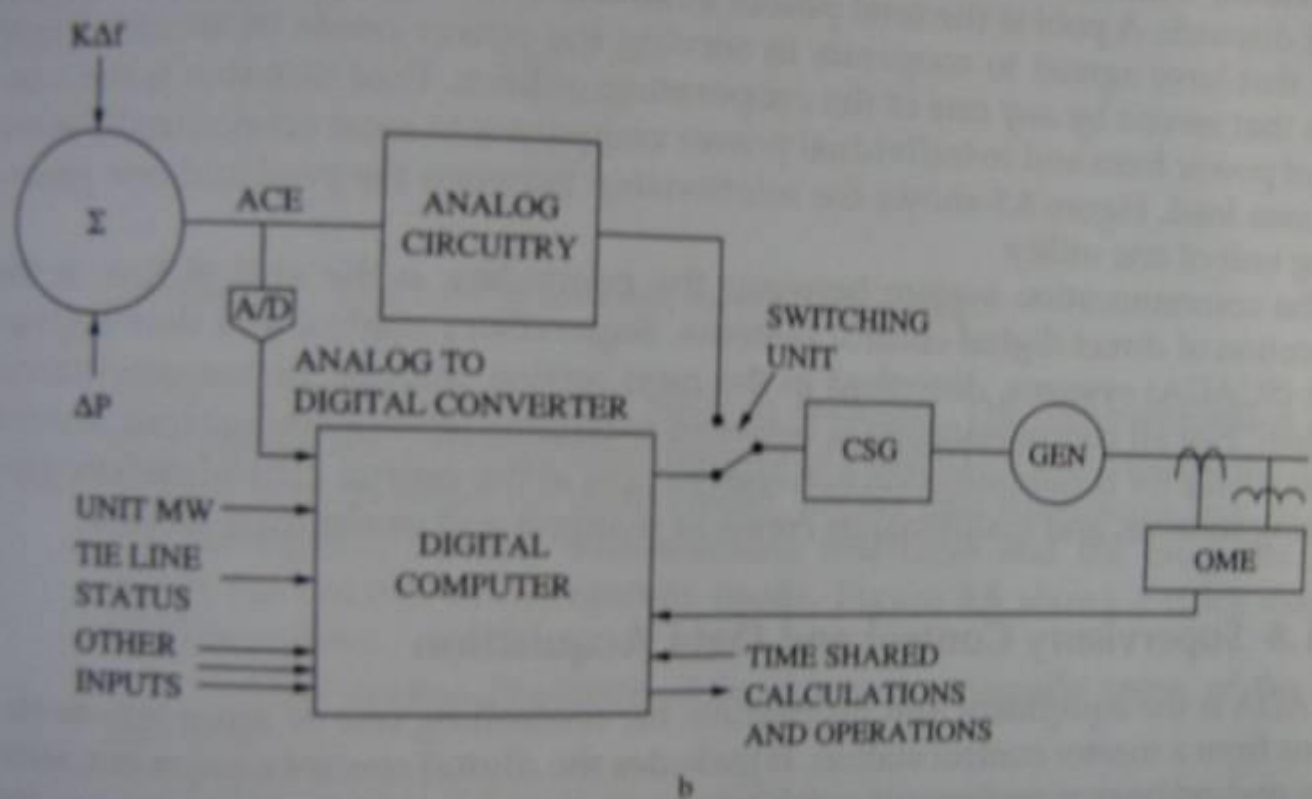 KΔf
Σ
ACE
ANALOG
CIRCUITRY
A/D
ΔP
ANALOG TO
DIGITAL CONVERTER
SWITCHING
UNIT
CSG
GEN
OME
UNIT MW
TIE LINE
STATUS
OTHER
INPUTS
DIGITAL
COMPUTER
TIME SHARED
CALCULATIONS
AND OPERATIONS
b